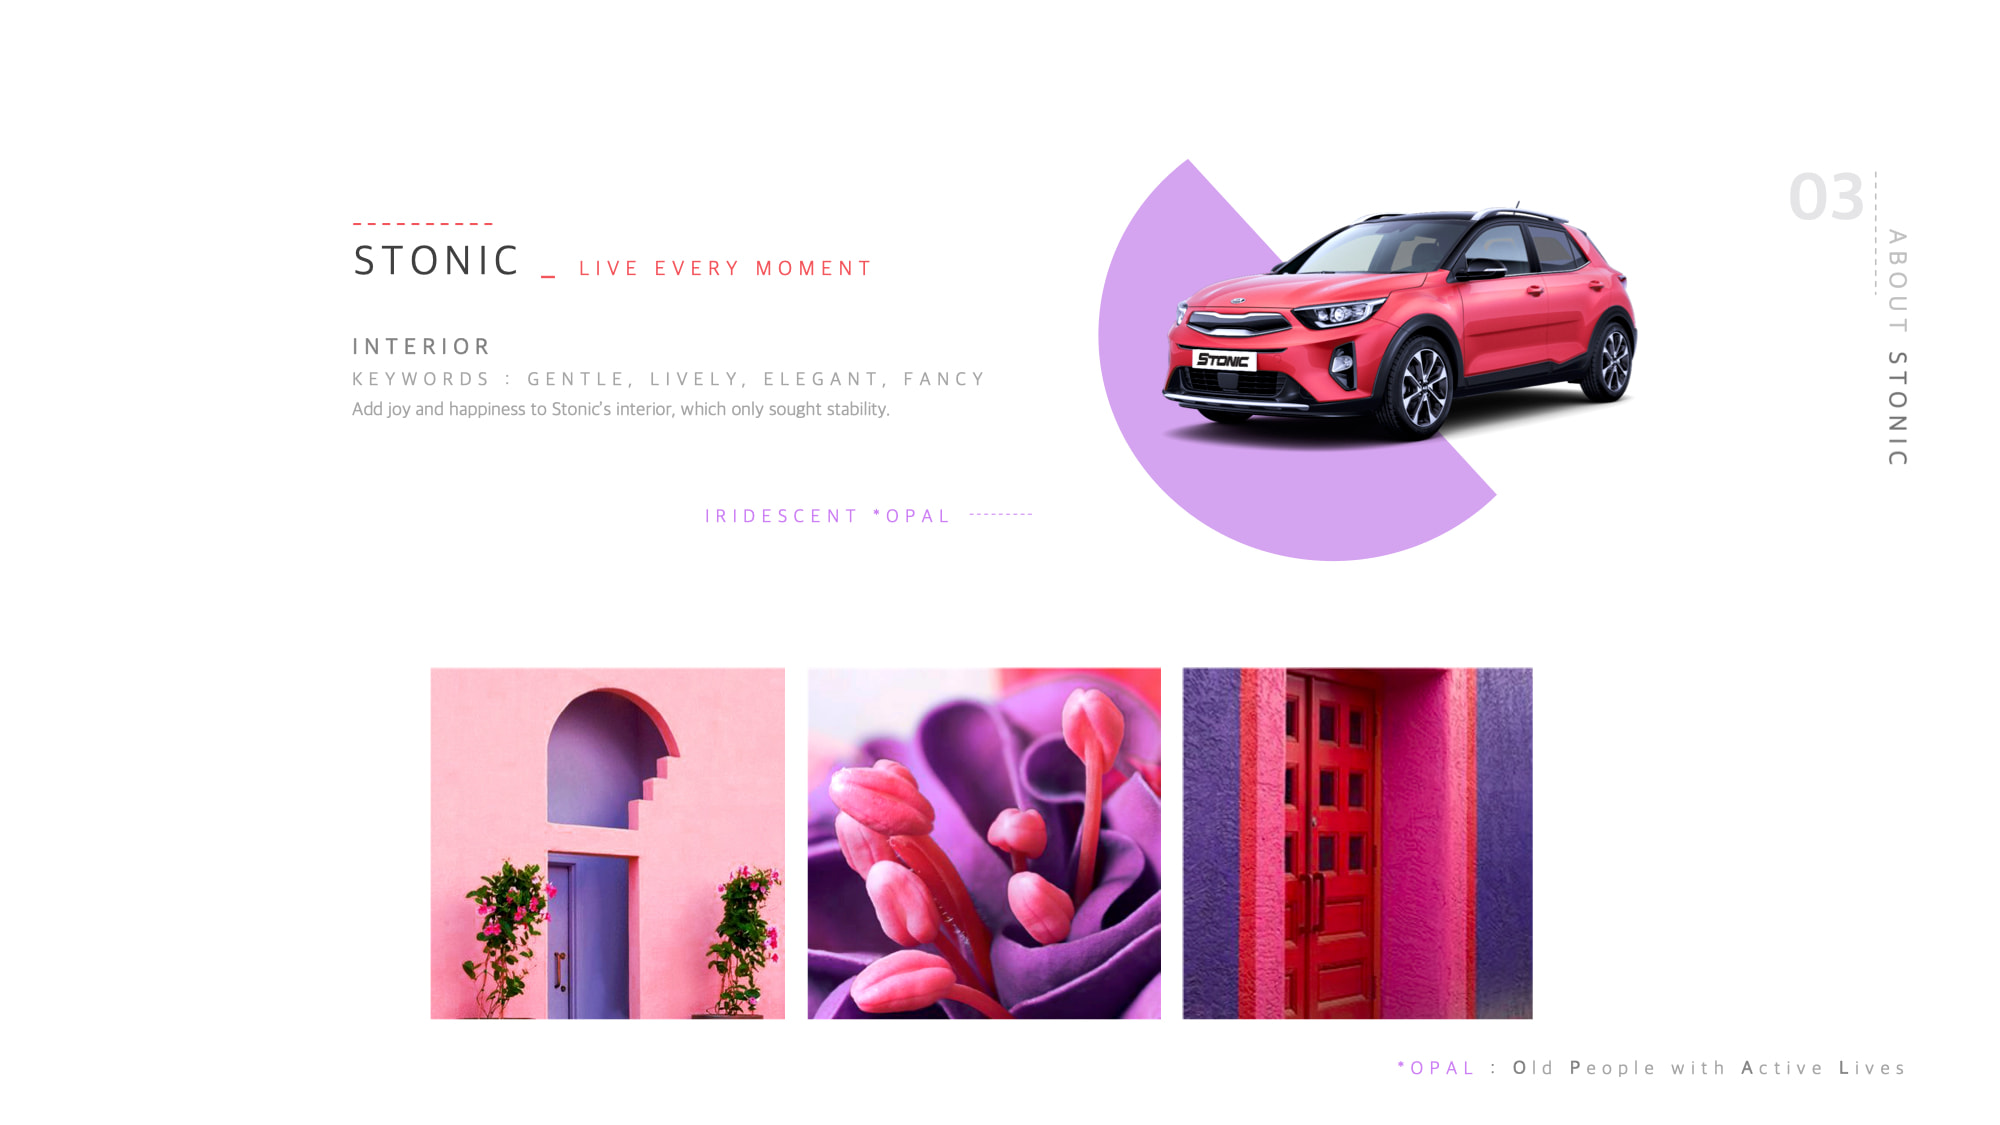 STONIC _ LIVE EVERY MOMENT
INTERIOR
KEYWORDS : GENTLE, LIVELY, ELEGANT, FANCY
Add joy and happiness to Stonic's interior, which only sought stability.
IRIDESCENT *OPAL
STONIC
03
ABOUT STONIC
*OPAL : Old People with Active Lives